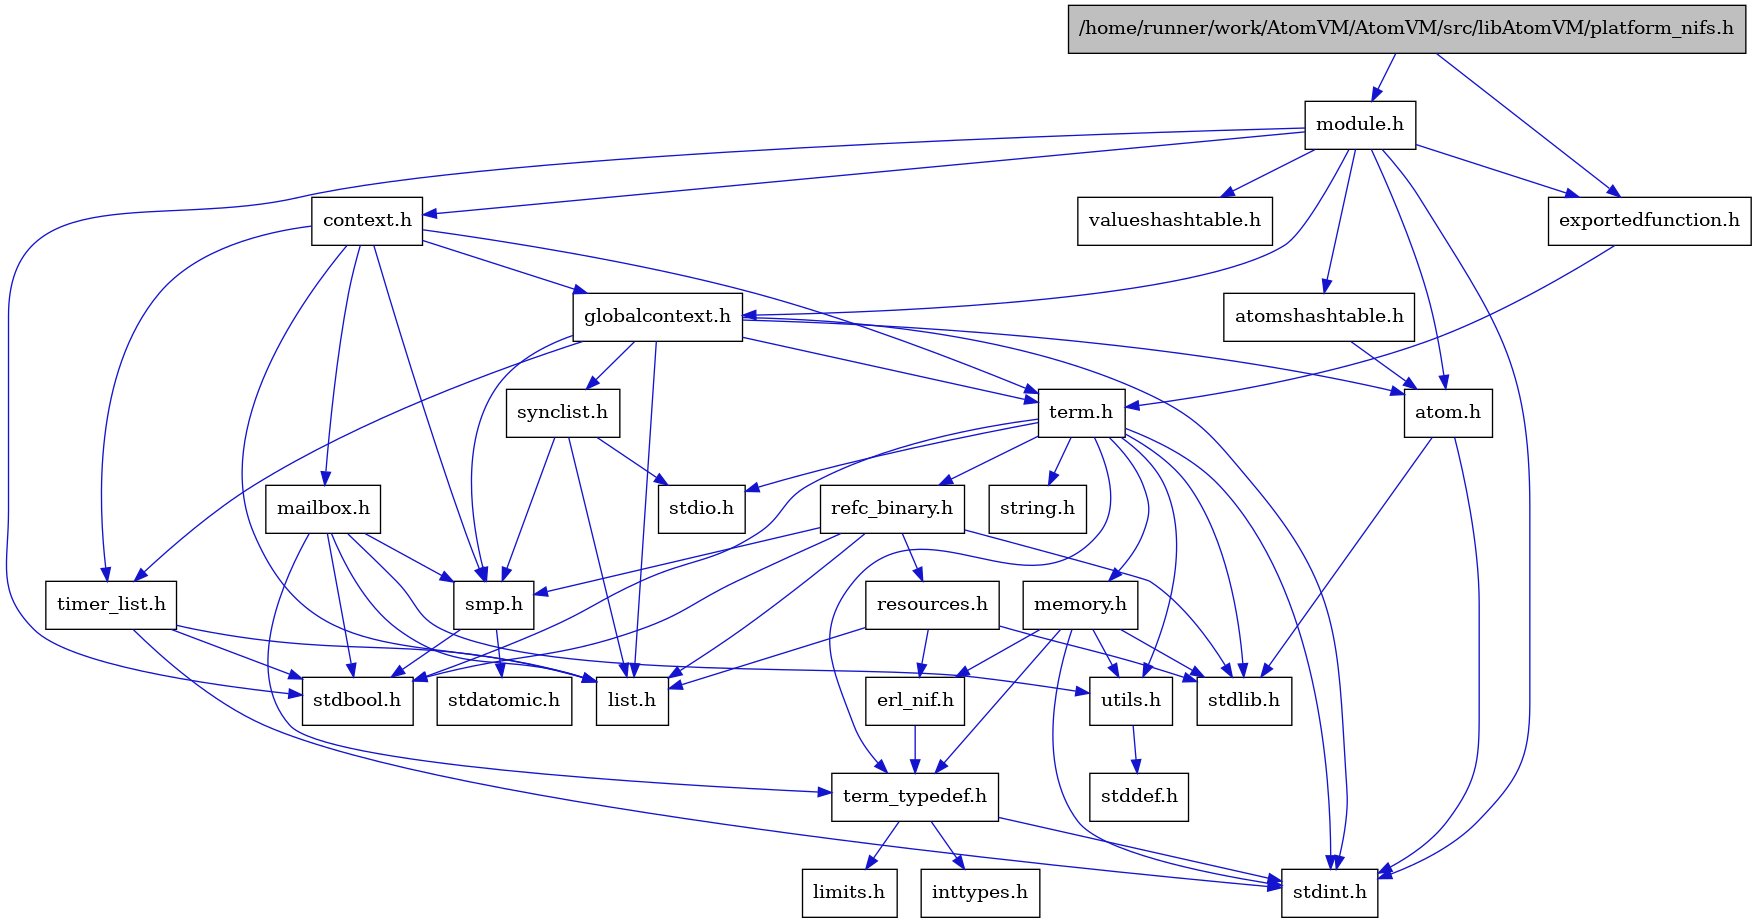 /home/runner/work/AtomVM/AtomVM/src/libAtomVM/platform_nifs.h
module.h
context.h
valueshashtable.h
exportedfunction.h
globalcontext.h
atomshashtable.h
synclist.h
term.h
atom.h
mailbox.h
stdio.h
refc_binary.h
string.h
timer_list.h
smp.h
resources.h
memory.h
stdbool.h
stdatomic.h
list.h
erl_nif.h
utils.h
stdlib.h
term_typedef.h
stddef.h
limits.h
inttypes.h
stdint.h